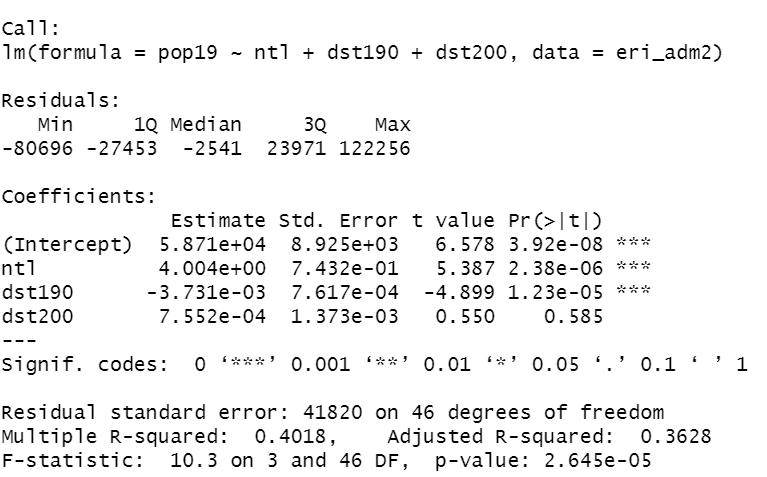 Call:
lm(formula = pop19 ~ ntl + dst190 + dst200, data = eri_adm2)
Residuals:
   Min     1Q Median     3Q    Max
-80696 -27453  -2541  23971 122256
Coefficients:
              Estimate Std. Error t value Pr(>|t|)
(Intercept)  5.871e+04  8.925e+03   6.578 3.92e-08 ***
ntl          4.004e+00  7.432e-01   5.387 2.38e-06 ***
dst190      -3.731e-03  7.617e-04  -4.899 1.23e-05 ***
dst200       7.552e-04  1.373e-03   0.550    0.585
---
Signif. codes:  0 ‘***’ 0.001 ‘**’ 0.01 ‘*’ 0.05 ‘.’ 0.1 ‘ ’ 1
Residual standard error: 41820 on 46 degrees of freedom
Multiple R-squared:  0.4018,    Adjusted R-squared:  0.3628
F-statistic:  10.3 on 3 and 46 DF,  p-value: 2.645e-05